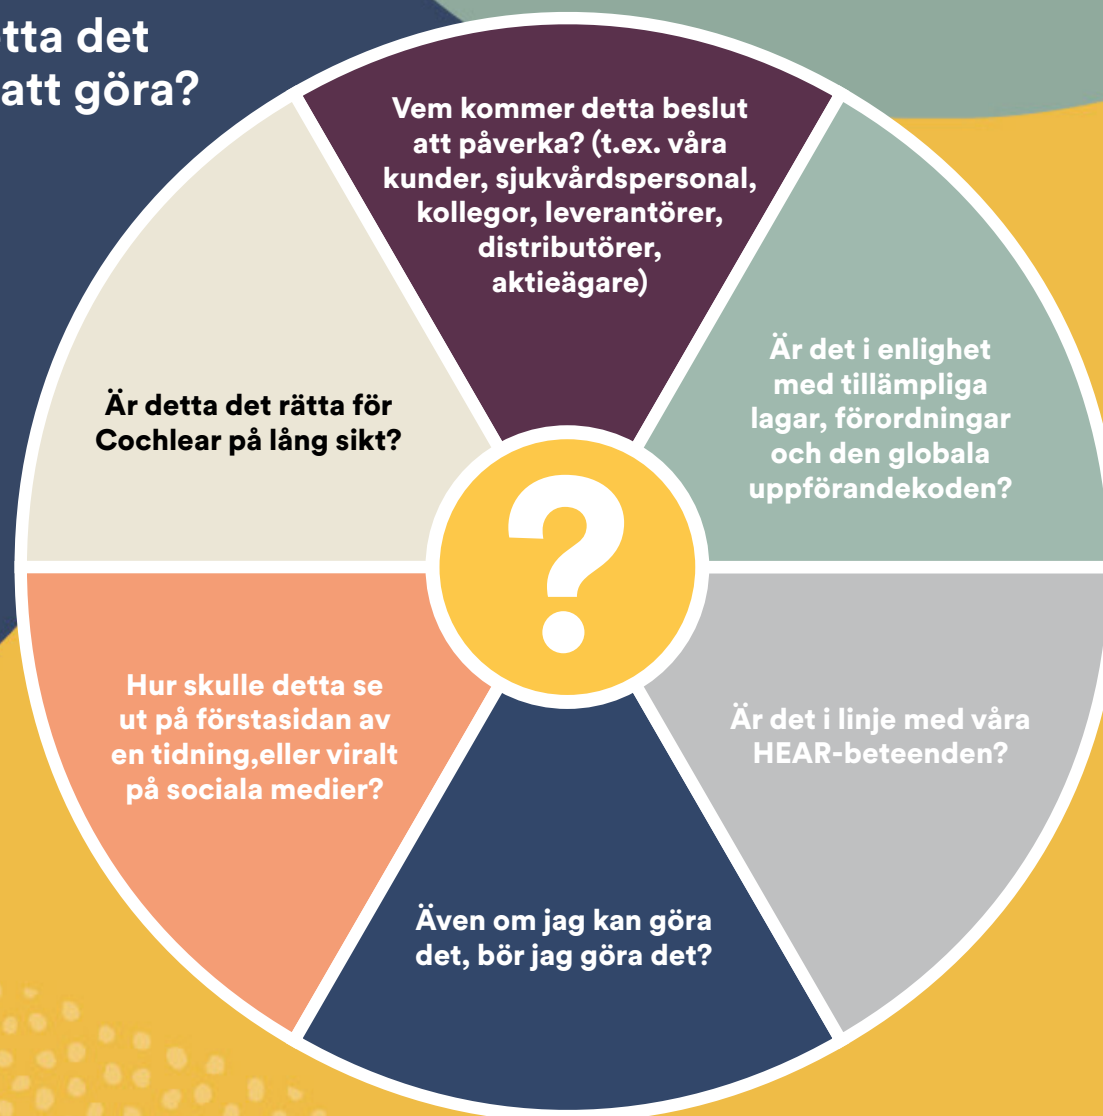 tta det
att göra?
Vem kommer detta beslut
att påverka? (t.ex. våra
kunder, sjukvårdspersonal,
kollegor, leverantörer,
distributörer,
aktieägare)
Är det i enlighet
med tillämpliga
lagar, förordningar
och den globala
uppförandekoden?
Är det i linje med våra
HEAR-beteenden?
Även om jag kan göra
det, bör jag göra det?
Hur skulle detta se
ut på förstasidan av
en tidning,eller viralt
på sociala medier?
Är detta det rätta för
Cochlear på lång sikt?
?